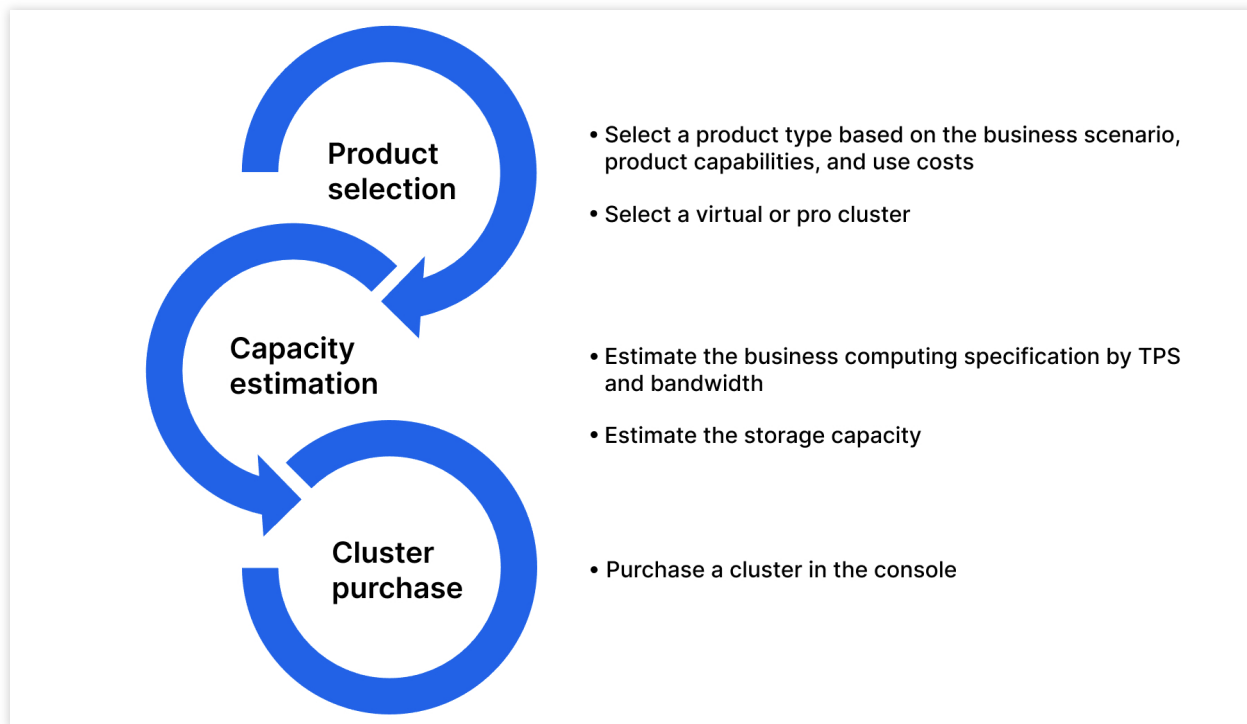 Product
selection
• Select a product type based on the business scenario,
product capabilities, and use costs
• Select a virtual or pro cluster
Capacity
estimation
• Estimate the business computing specification by TPS
and bandwidth
• Estimate the storage capacity
Cluster
purchase
• Purchase a cluster in the console